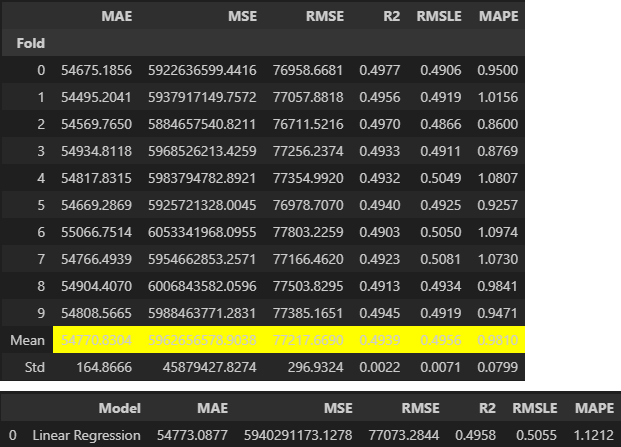 MAE MSE RMSE R2 RMSLE MAPE
Fold
0 54675.1856 5922636599.4416 76958.6681 0.4977 0.4906 0.9500
1 54495.2041 5937917149.7572 77057.8818 0.4956 0.4919 1.0156
2 54569.7650 5884657540.8211 76711.5216 0.4970 0.4866 0.8600
3 54934.8118 5968526213.4259 77256.2374 0.4933 0.4911 0.8769
4 54817.8315 5983794782.8921 77354.9920 0.4932 0.5049 1.0807
5 54669.2869 5925721328.0045 76978.7070 0.4940 0.4925 0.9257
6 55066.7514 6053341968.0955 77803.2259 0.4903 0.5050 1.0974
7 54766.4939 5954662853.2571 77166.4620 0.4923 0.5081 1.0730
8 54904.4070 6006843582.0596 77503.8295 0.4913 0.4934 0.9841
9 54808.5665 5988463771.2831 77385.1651 0.4945 0.4919 0.9471
Mean 54770.8304 5962656578.9038 77217.6690 0.4939 0.4956 0.9810
Std 164.8666 45879427.8274 296.9324 0.0022 0.0071 0.0799
Model MAE MSE RMSE R2 RMSLE MAPE
0 Linear Regression 54773.0877 5940291173.1278 77073.2844 0.4958 0.5055 1.1212